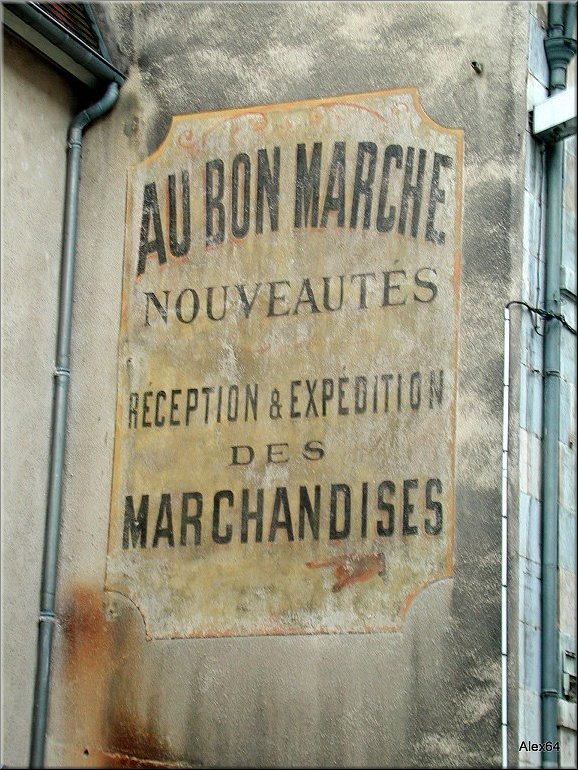 AU BON MARCHE
NOUVEAUTÉS
RÉCEPTION & EXPÉDITION
DES
MARCHANDISES
Alex64